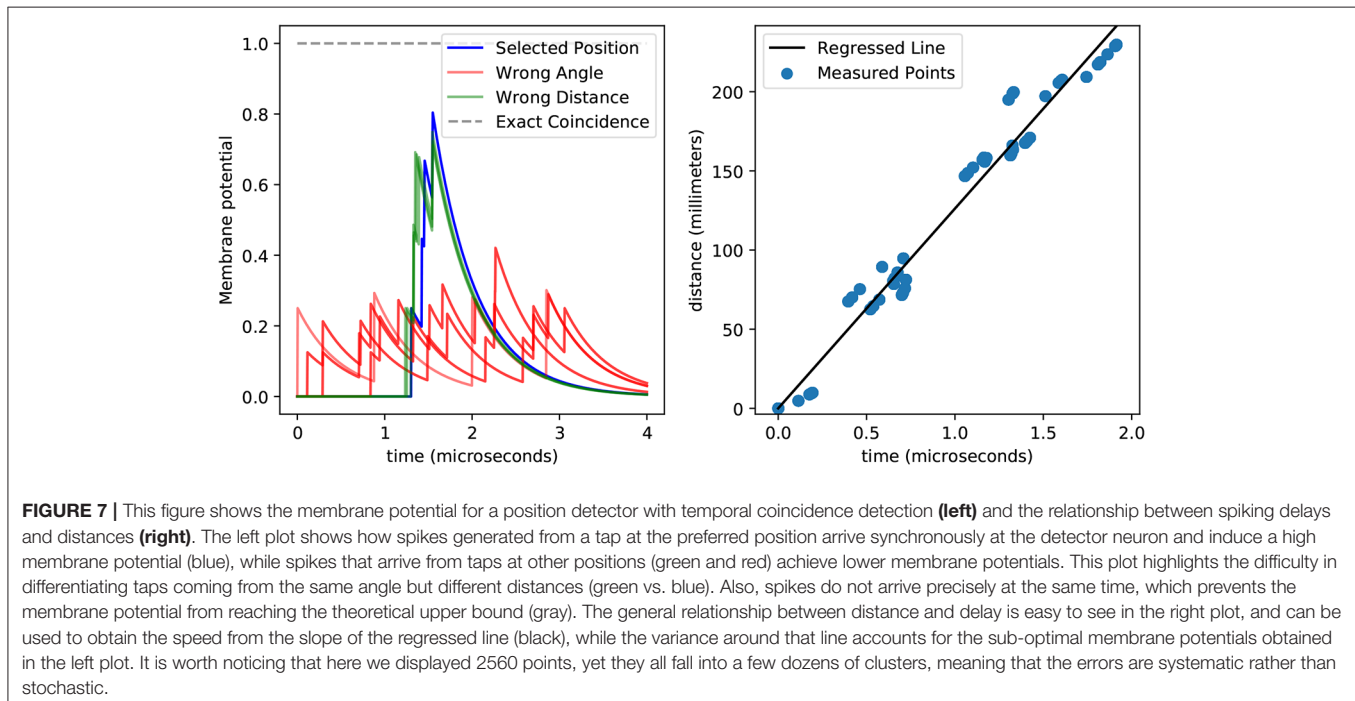 1.0
0.8
0.6
0.4
0.2
0.0
Membrane potential
0 1 2 3 4
time (microseconds)
Selected Position
Wrong Angle
Wrong Distance
Exact Coincidence
200
150
100
50
0
distance (millimeters)
0.0 0.5 1.0 1.5 2.0
time (microseconds)
Regressed Line
Measured Points
FIGURE 7 | This figure shows the membrane potential for a position detector with temporal coincidence detection (left) and the relationship between spiking delays
and distances (right). The left plot shows how spikes generated from a tap at the preferred position arrive synchronously at the detector neuron and induce a high
membrane potential (blue), while spikes that arrive from taps at other positions (green and red) achieve lower membrane potentials. This plot highlights the difficulty in
differentiating taps coming from the same angle but different distances (green vs. blue). Also, spikes do not arrive precisely at the same time, which prevents the
membrane potential from reaching the theoretical upper bound (gray). The general relationship between distance and delay is easy to see in the right plot, and can be
used to obtain the speed from the slope of the regressed line (black), while the variance around that line accounts for the sub-optimal membrane potentials obtained
in the left plot. It is worth noticing that here we displayed 2560 points, yet they all fall into a few dozens of clusters, meaning that the errors are systematic rather than
stochastic.